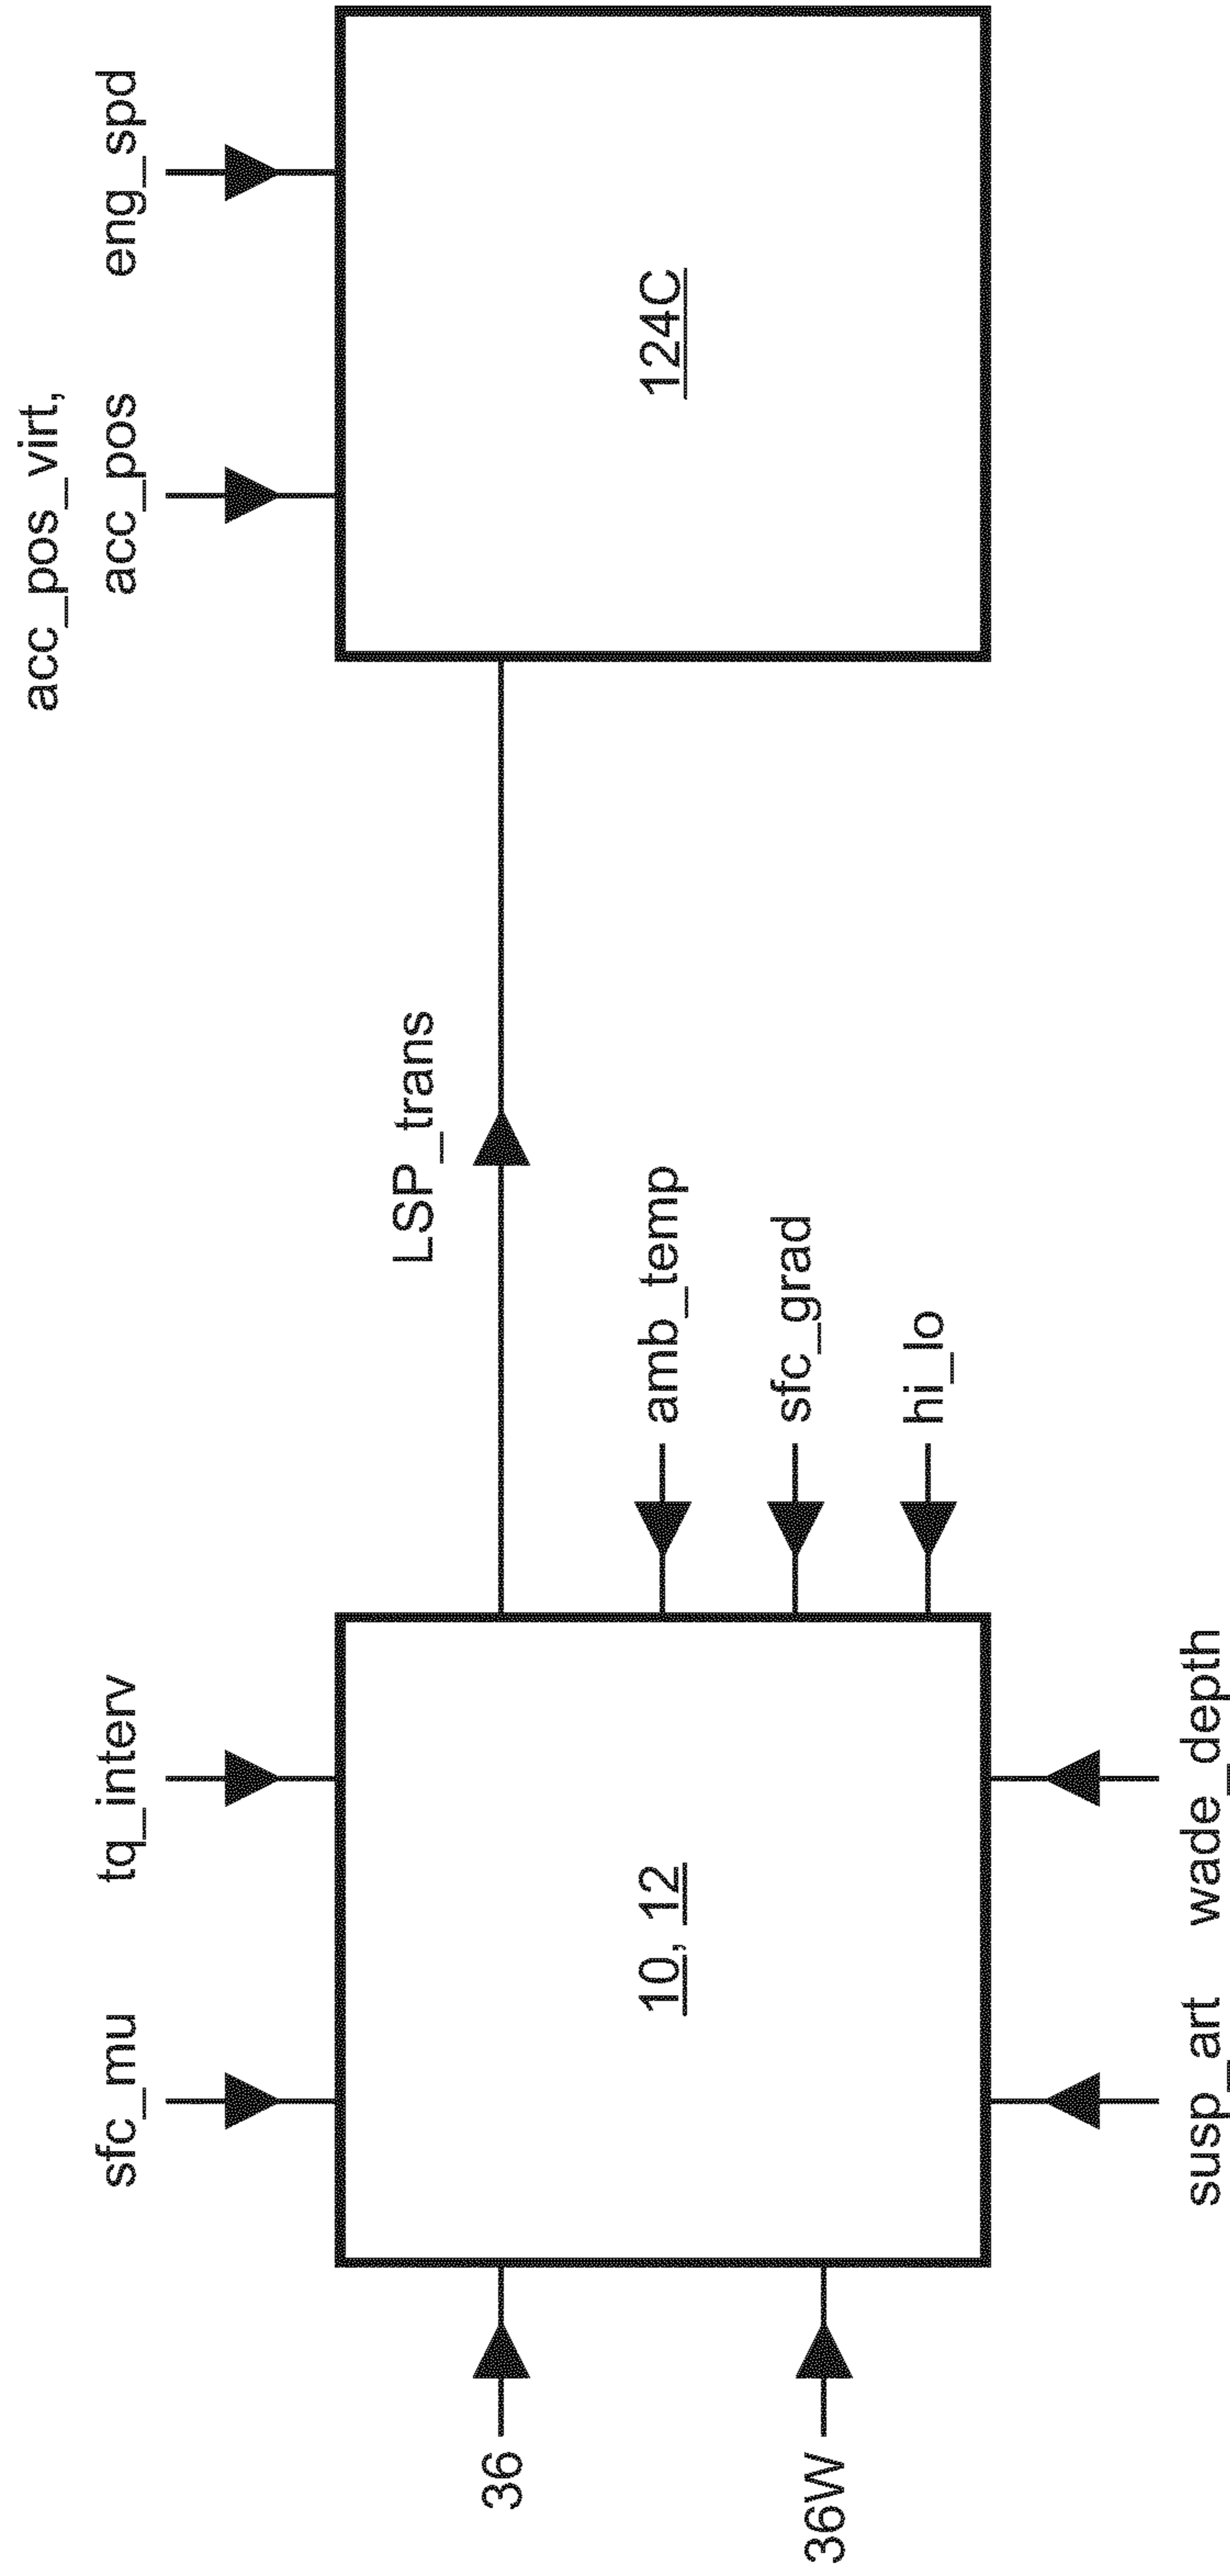 acc_pos_virt,
sfc_mu
tq_interv
acc_pos
eng_spd
36
LSP_trans
10, 12
amb_temp
124C
sfc_grad
36W
hi_lo
susp_art
wade_depth